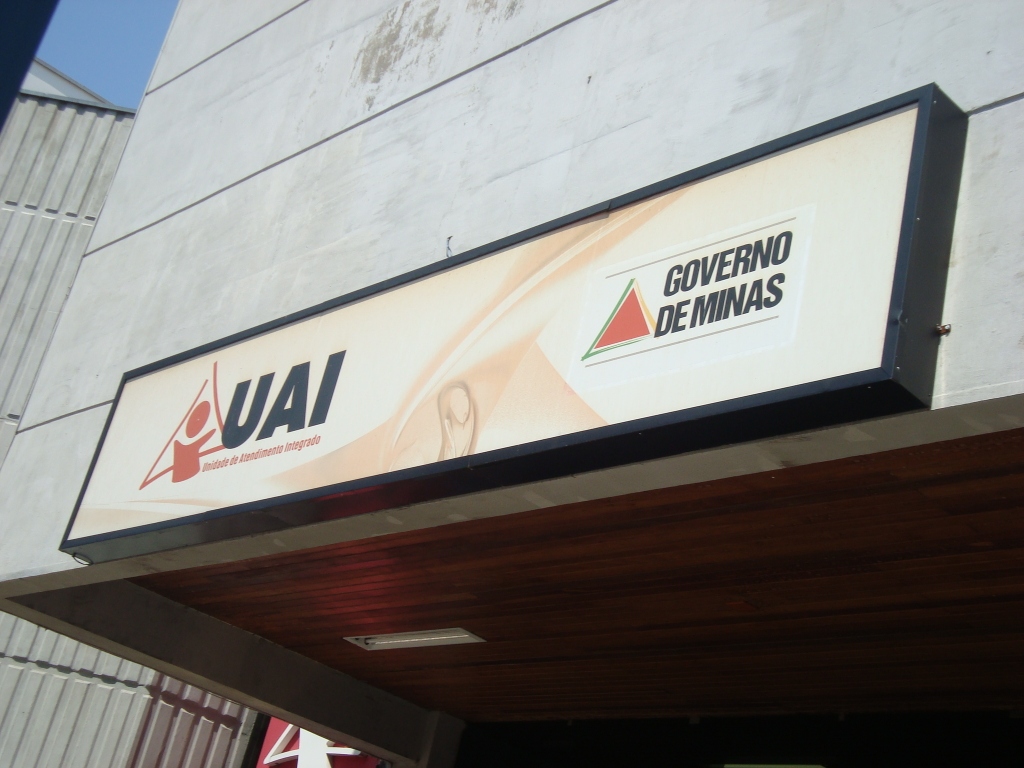 UAI
Unidade de Atendimento Integrado
GOVERNO
DE MINAS